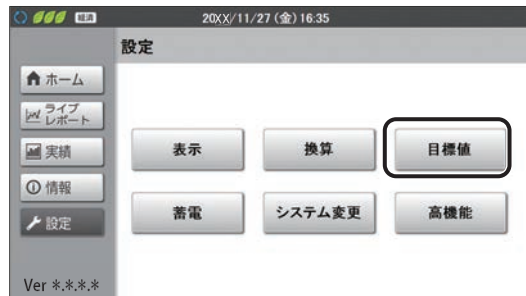 経済 20XX/11/27 (金) 16:35
設定
ホーム
ライブ
レポート
実績
情報
設定
表示 換算 目標値
蓄電 システム変更 高機能
Ver *.*.*.*